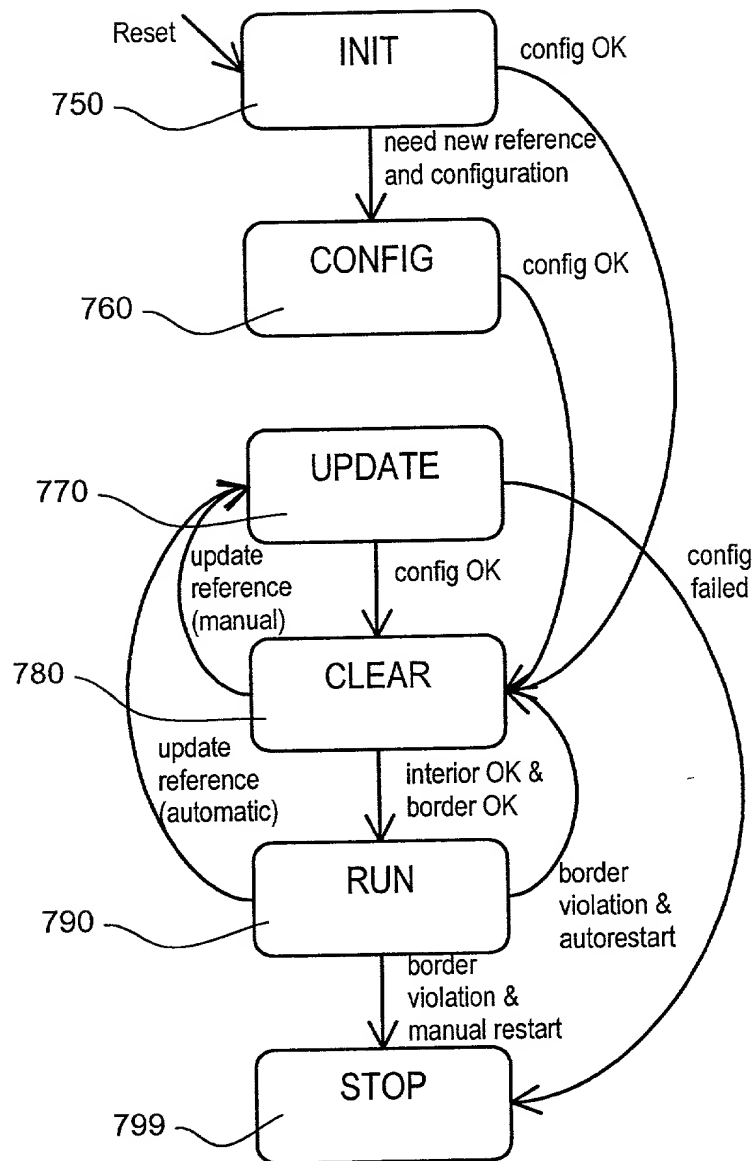 Reset
INIT
config OK
750
need new reference
and configuration
CONFIG
config OK
760
UPDATE
770
update
reference
(manual)
config OK
config
failed
780
CLEAR
update
reference
(automatic)
interior OK &
border OK
RUN
790
border
violation &
autorestart
border
violation &
manual restart
STOP
799